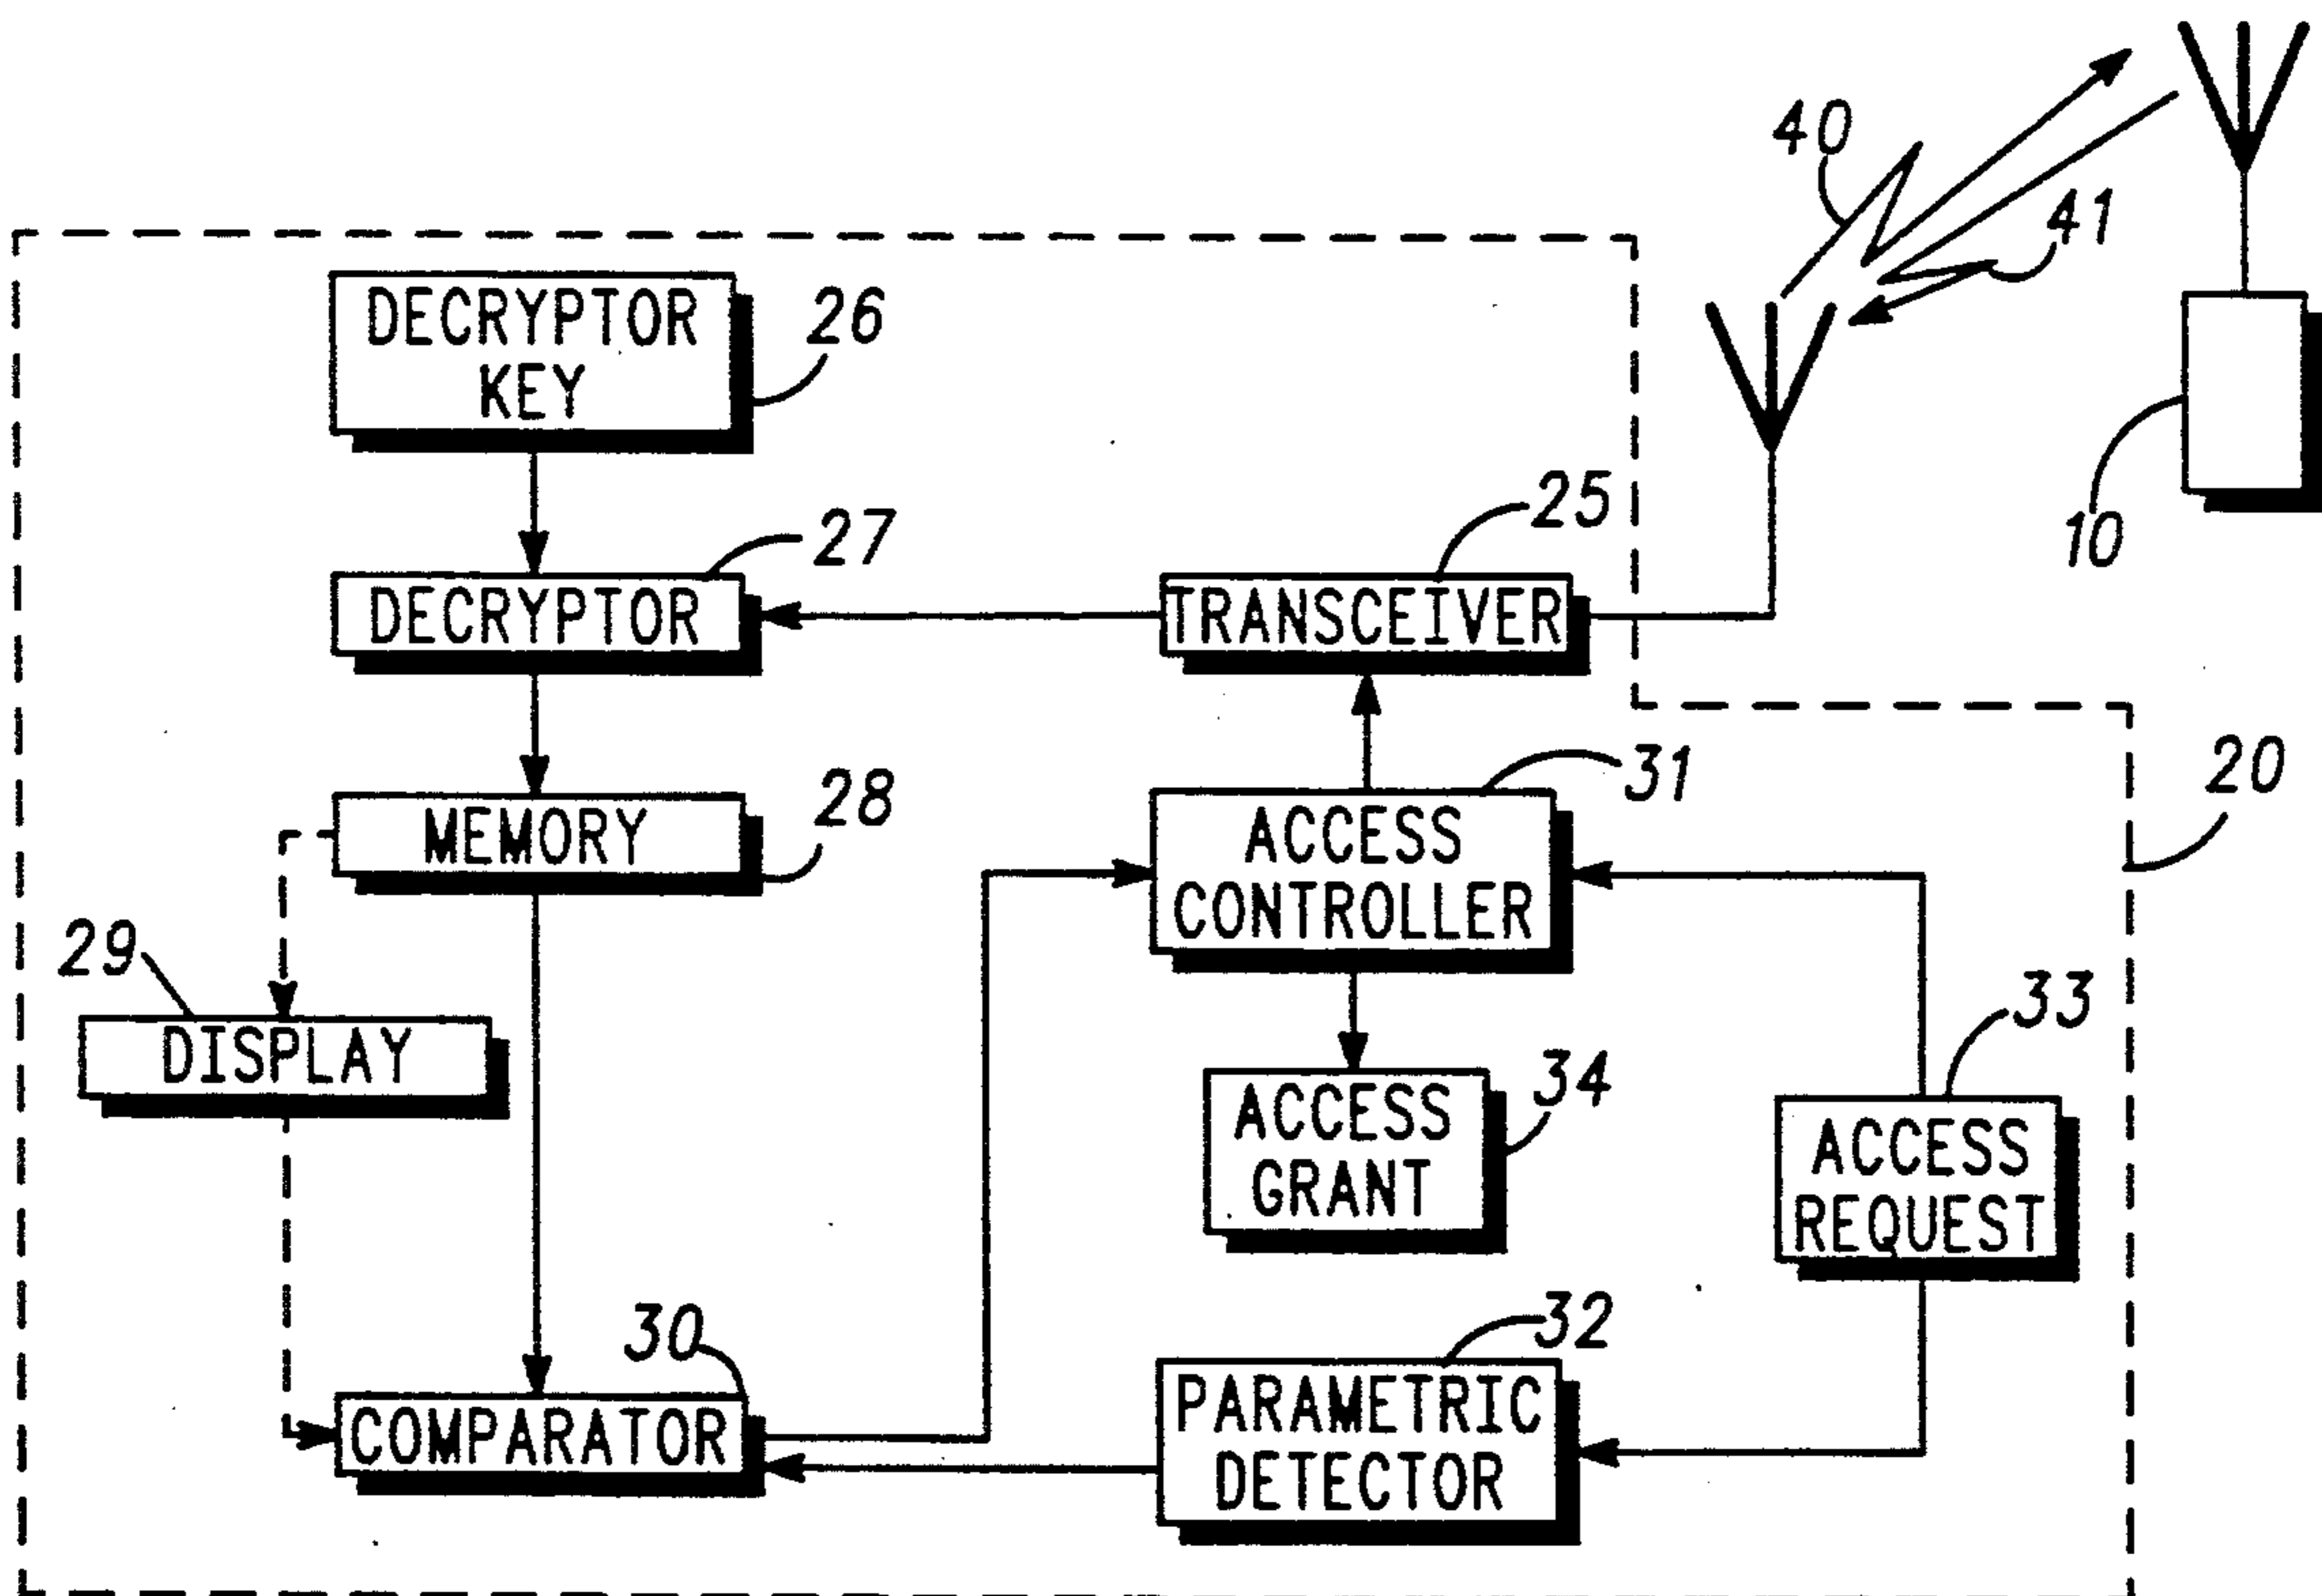 40
41
DECRYPTOR
KEY
26
10
27
25
DECRYPTOR
TRANSCEIVER
28
31
20
MEMORY
ACCESS
CONTROLLER
29
33
DISPLAY
34
ACCESS
GRANT
ACCESS
REQUEST
30
32
COMPARATOR
PARAMETRIC
DETECTOR